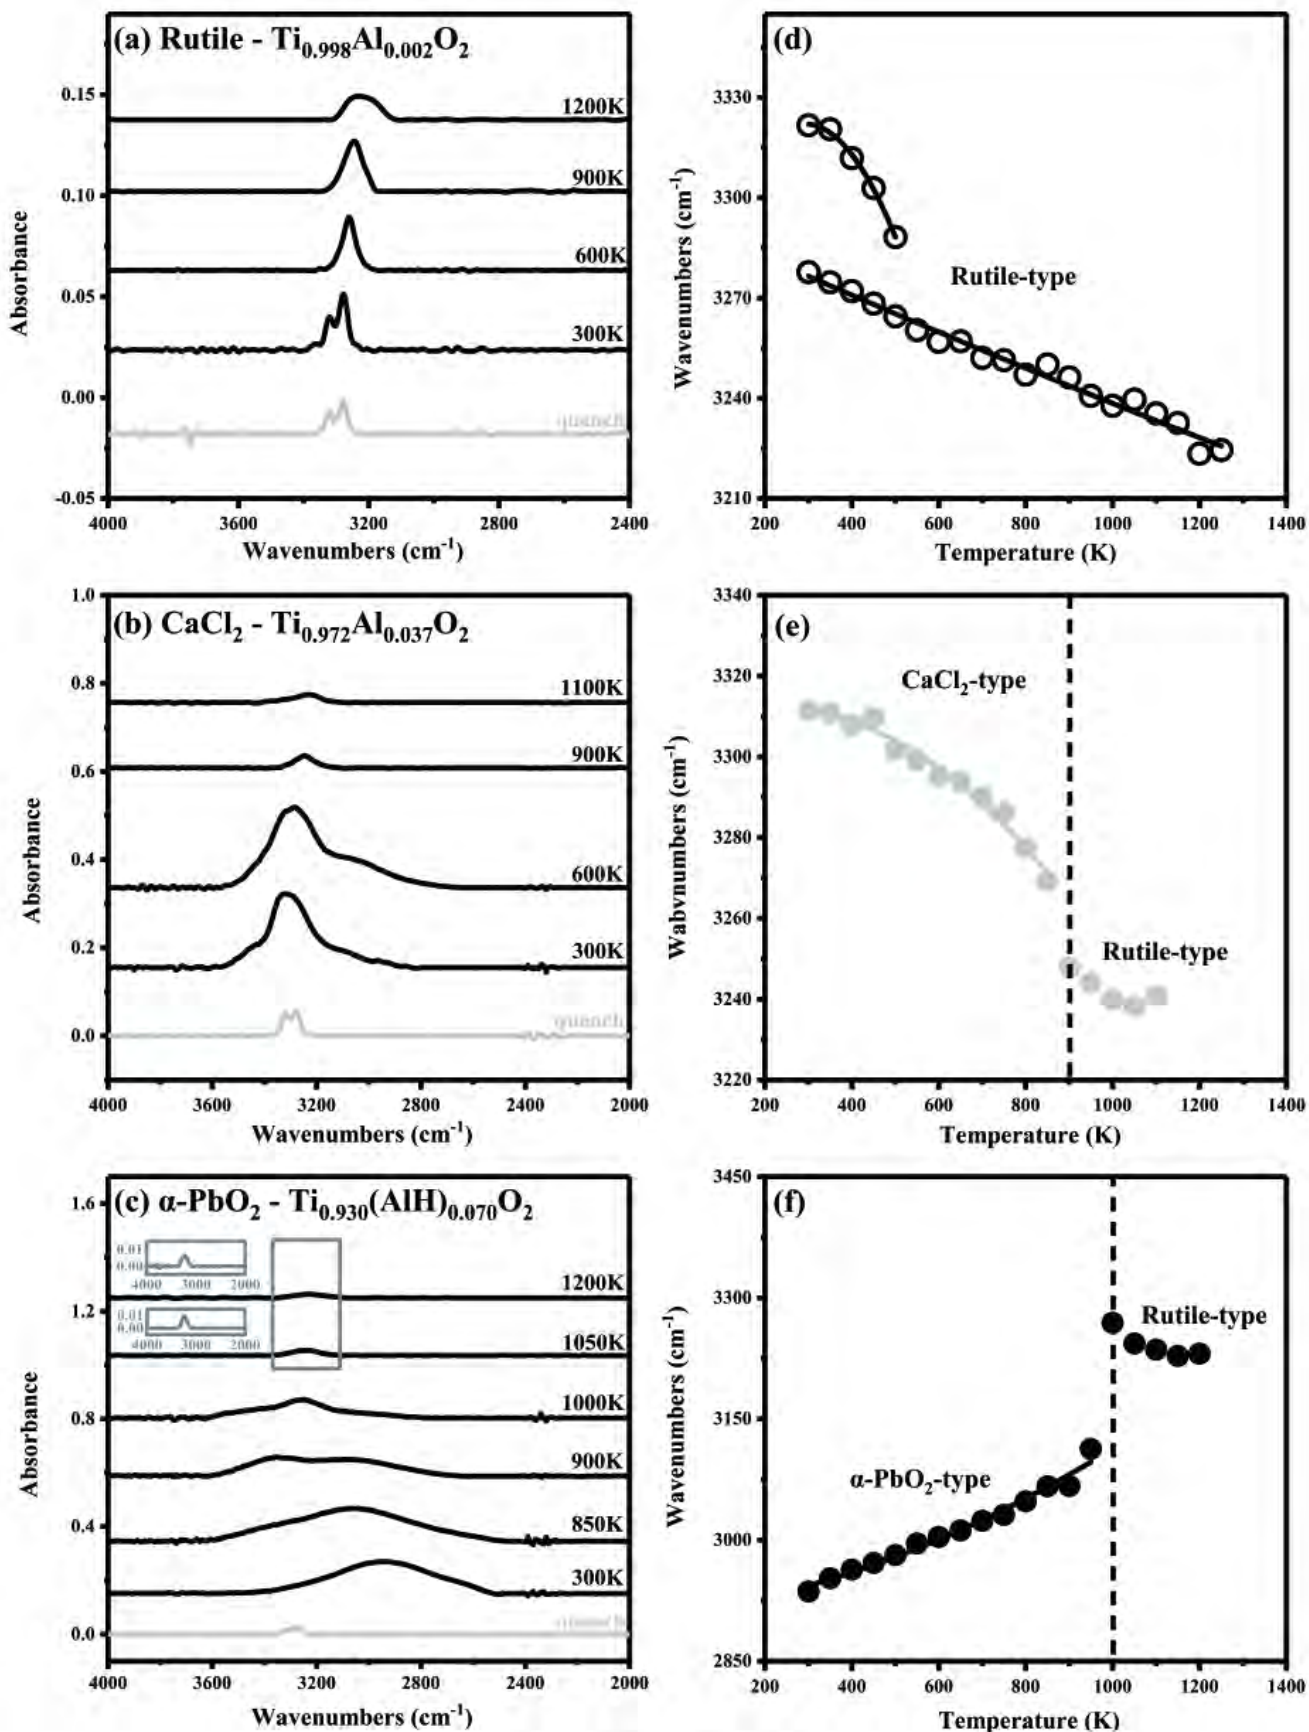 (a) Rutile - Ti0.998Al0.002O2
0.15
0.10
0.05
0.00
-0.05
Absorbance
1200K
900K
600K
300K
quench
4000 3600 3200 2800 2400
Wavenumbers (cm-1)
(d)
3330
3300
3270
3240
3210
Wavenumbers (cm-1)
Rutile-type
200 400 600 800 1000 1200 1400
Temperature (K)
(b) CaCl2 - Ti0.972Al0.037O2
1.0
0.8
0.6
0.4
0.2
0.0
Absorbance
1100K
900K
600K
300K
quench
4000 3600 3200 2800 2400 2000
Wavenumbers (cm-1)
(e)
3340
3320
3300
3280
3260
3240
3220
Wabvnumbers (cm-1)
CaCl2-type
Rutile-type
200 400 600 800 1000 1200 1400
Temperature (K)
(c) α-PbO2 - Ti0.930(AlH)0.070O2
1.6
1.2
0.8
0.4
0.0
Absorbance
0.01
0.00
4000 3000 2000
0.01
0.00
4000 3000 2000
1200K
1050K
1000K
900K
850K
300K
quench
4000 3600 3200 2800 2400 2000
Wavenumbers (cm-1)
(f)
3450
3300
3150
3000
2850
Wavenumbers (cm-1)
Rutile-type
α-PbO2-type
200 400 600 800 1000 1200 1400
Temperature (K)